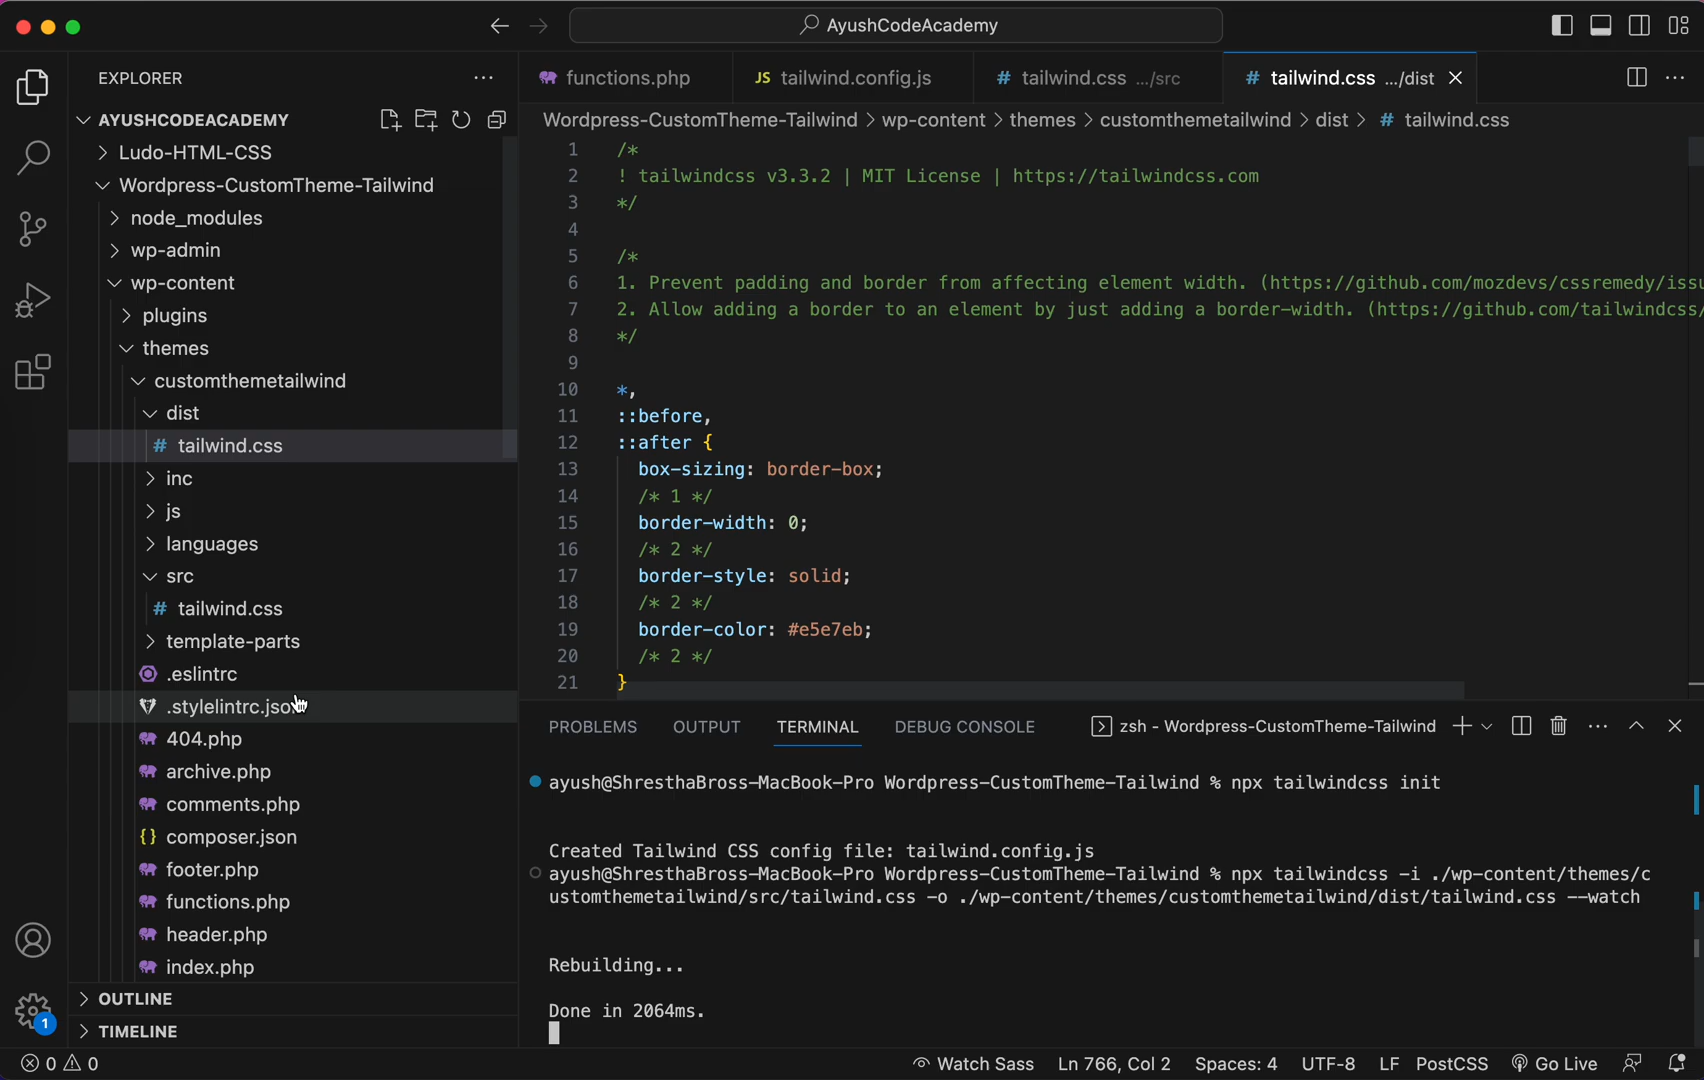 AyushCodeAcademy
EXPLORER
AYUSHCODEACADEMY
Ludo-HTML-CSS
Wordpress-CustomTheme-Tailwind
node_modules
wp-admin
wp-content
plugins
themes
customthemetailwind
dist
# tailwind.css
inc
js
languages
src
# tailwind.css
template-parts
.eslintrc
.stylelintrc.json
404.php
archive.php
comments.php
{} composer.json
footer.php
functions.php
header.php
index.php
OUTLINE
TIMELINE
functions.php
JS tailwind.config.js
# tailwind.css .../src
# tailwind.css .../dist
Wordpress-CustomTheme-Tailwind > wp-content > themes > customthemetailwind > dist > # tailwind.css
1 /*
2 ! tailwindcss v3.3.2 | MIT License | https://tailwindcss.com
3 */
4
5 /*
6 1. Prevent padding and border from affecting element width. (https://github.com/mozdevs/cssremedy/issu
7 2. Allow adding a border to an element by just adding a border-width. (https://github.com/tailwindcss/
8 */
9
10 *,
11 ::before,
12 ::after {
13 box-sizing: border-box;
14 /* 1 */
15 border-width: 0;
16 /* 2 */
17 border-style: solid;
18 /* 2 */
19 border-color: #e5e7eb;
20 /* 2 */
21 }
PROBLEMS OUTPUT TERMINAL DEBUG CONSOLE zsh - Wordpress-CustomTheme-Tailwind
ayush@ShresthaBross-MacBook-Pro Wordpress-CustomTheme-Tailwind % npx tailwindcss init
Created Tailwind CSS config file: tailwind.config.js
ayush@ShresthaBross-MacBook-Pro Wordpress-CustomTheme-Tailwind % npx tailwindcss -i ./wp-content/themes/c
ustomthemetailwind/src/tailwind.css -o ./wp-content/themes/customthemetailwind/dist/tailwind.css --watch
Rebuilding...
Done in 2064ms.
1
0 0 Watch Sass Ln 766, Col 2 Spaces: 4 UTF-8 LF PostCSS Go Live